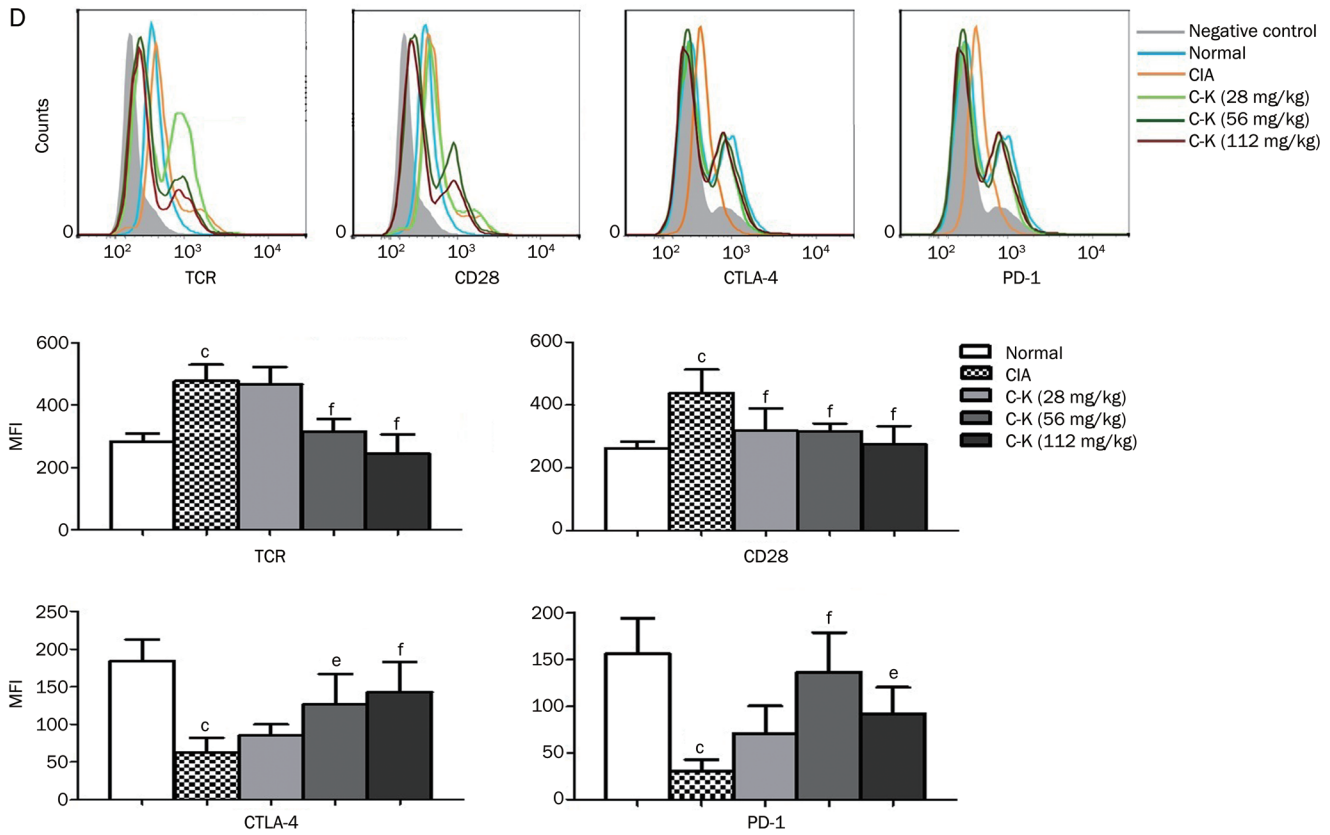 D
Counts
0
10² 10³ 10⁴
TCR
0
10² 10³ 10⁴
CD28
0
10² 10³ 10⁴
CTLA-4
0
10² 10³ 10⁴
PD-1
Negative control
Normal
CIA
C-K (28 mg/kg)
C-K (56 mg/kg)
C-K (112 mg/kg)
MFI
600
400
200
0
c
f
f
TCR
600
400
200
0
c
f
f
f
CD28
Normal
CIA
C-K (28 mg/kg)
C-K (56 mg/kg)
C-K (112 mg/kg)
MFI
250
200
150
100
50
0
c
e
f
CTLA-4
200
150
100
50
0
c
f
e
PD-1